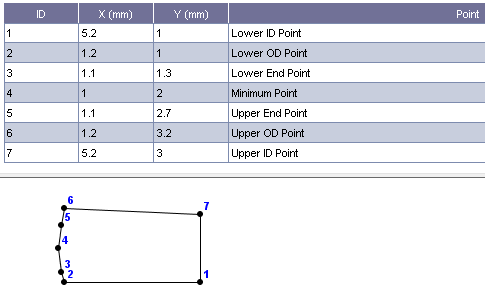 ID X (mm) Y (mm) Point
1 5.2 1 Lower ID Point
2 1.2 1 Lower OD Point
3 1.1 1.3 Lower End Point
4 1 2 Minimum Point
5 1.1 2.7 Upper End Point
6 1.2 3.2 Upper OD Point
7 5.2 3 Upper ID Point
6
7
5
4
3
2
1